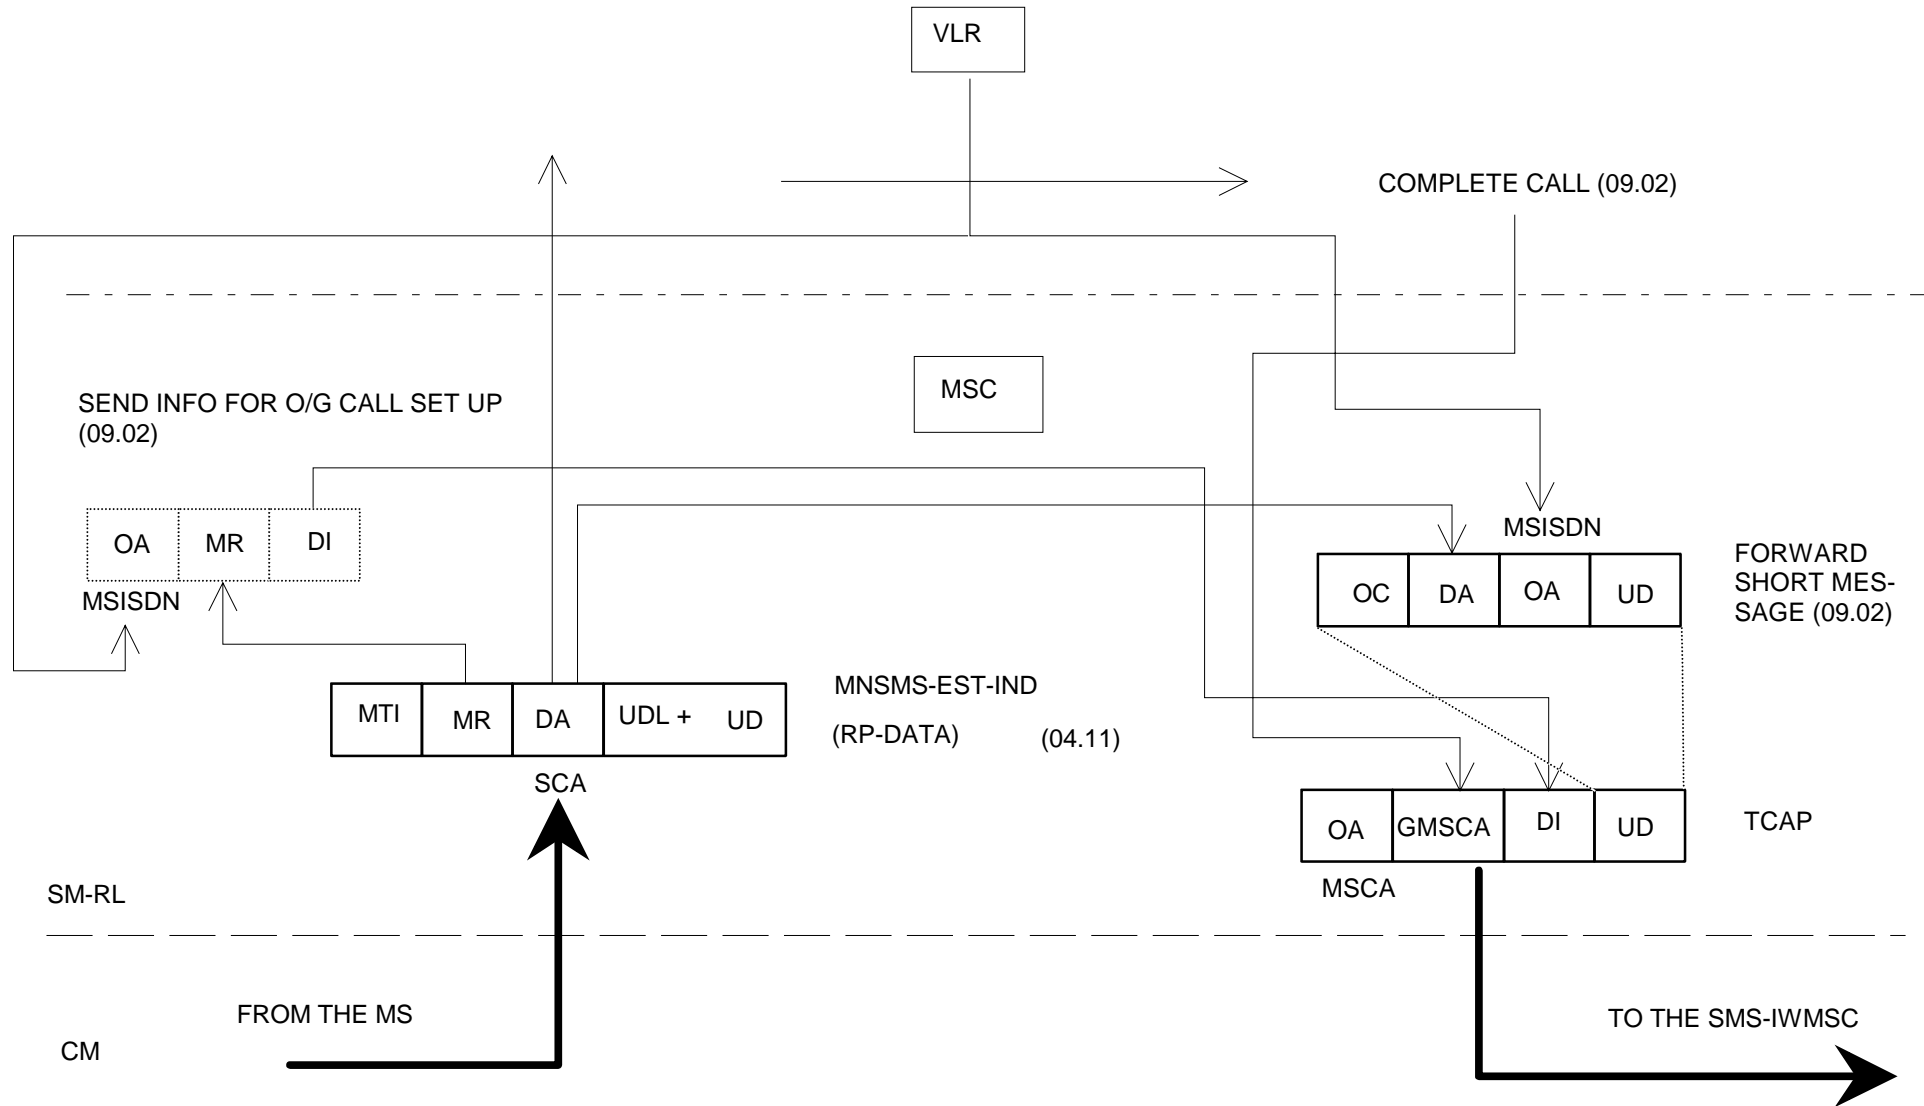 VLR
COMPLETE CALL (09.02)
MSC
SEND INFO FOR O/G CALL SET UP
(09.02)
OA MR DI
MSISDN
MSISDN
OC DA OA UD
FORWARD
SHORT MES-
SAGE (09.02)
MTI MR DA UDL + UD
MNSMS-EST-IND
(RP-DATA) (04.11)
SCA
OA GMSCA DI UD
TCAP
MSCA
SM-RL
FROM THE MS
TO THE SMS-IWMSC
CM